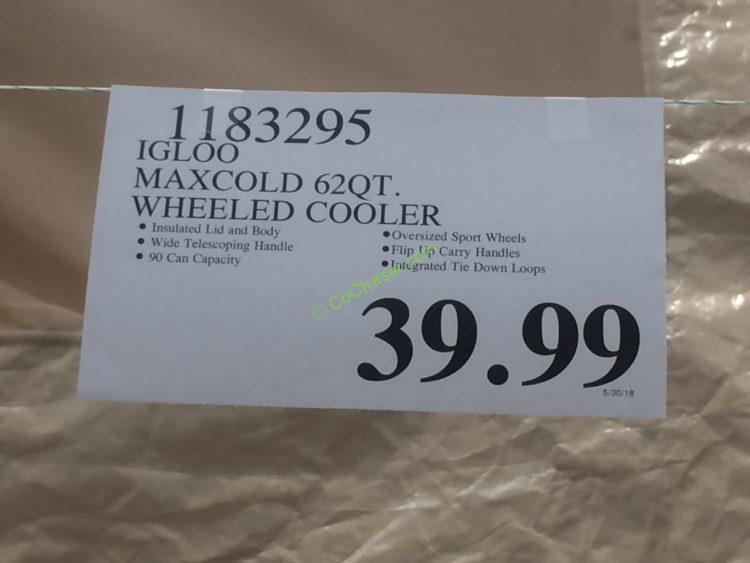 1183295
IGLOO
MAXCOLD 62QT.
WHEELED COOLER
• Insulated Lid and Body
• Wide Telescoping Handle
• 90 Can Capacity
• Oversized Sport Wheels
• Flip Up Carry Handles
• Integrated Tie Down Loops
© CoChaser.com
39.99
5/30/18